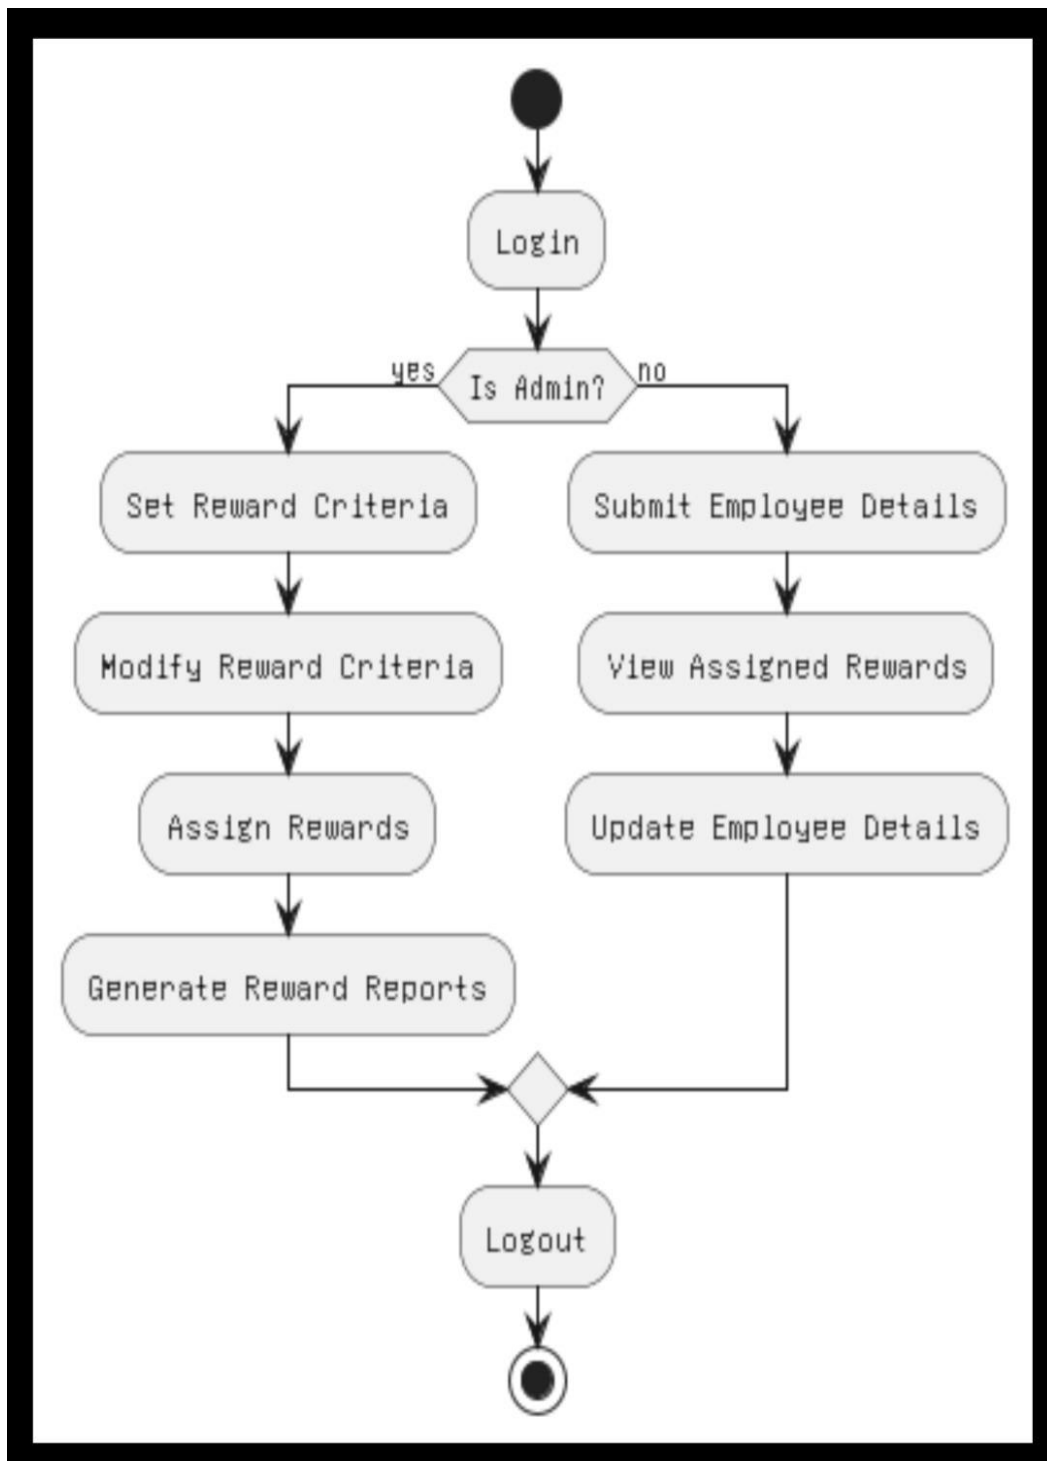 Login
yes
Is Admin?
no
Set Reward Criteria
Submit Employee Details
Modify Reward Criteria
View Assigned Rewards
Assign Rewards
Update Employee Details
Generate Reward Reports
Logout